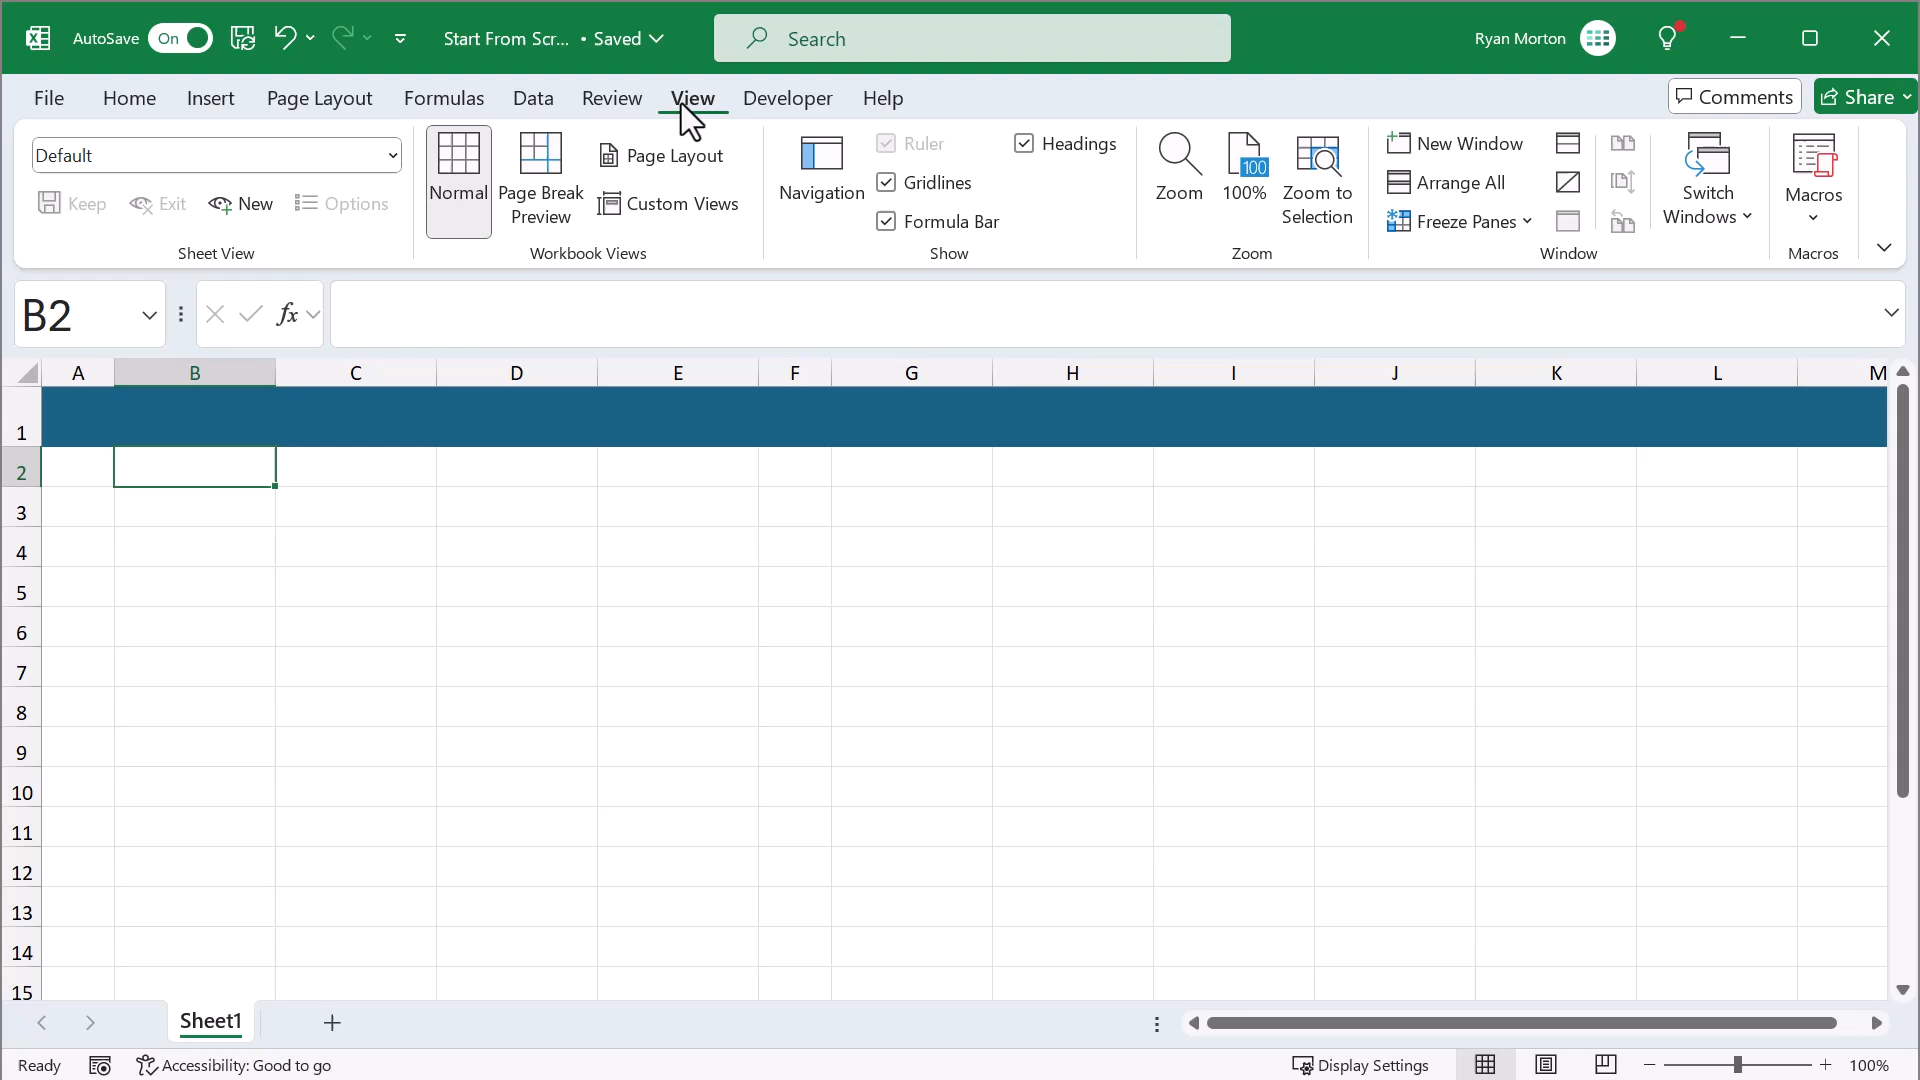 AutoSave On Start From Scr... • Saved Search Ryan Morton
File Home Insert Page Layout Formulas Data Review View Developer Help Comments Share
Default
Keep Exit New Options
Sheet View
Normal
Page Break
Preview
Page Layout
Custom Views
Workbook Views
Navigation
Ruler
Gridlines
Formula Bar
Headings
Show
Zoom
100
100%
Zoom to
Selection
Zoom
New Window
Arrange All
Freeze Panes
Switch
Windows
Window
Macros
Macros
B2 fx
A B C D E F G H I J K L M
1
2
3
4
5
6
7
8
9
10
11
12
13
14
15
Sheet1
Ready Accessibility: Good to go Display Settings 100%